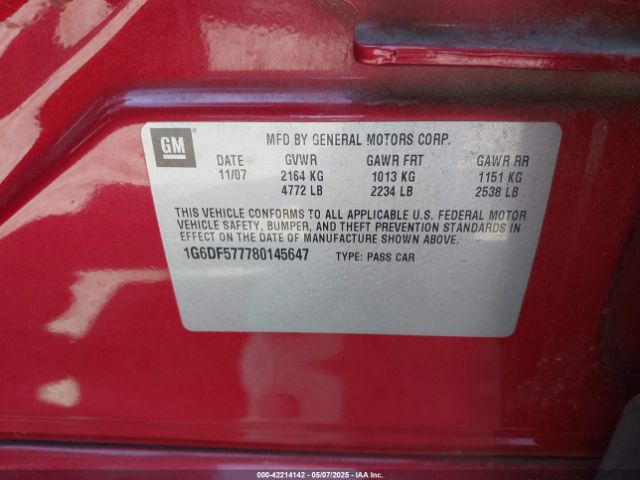 GM
MFD BY GENERAL MOTORS CORP.
DATE GVWR GAWR FRT GAWR RR
11/07 2164 KG 1013 KG 1151 KG
4772 LB 2234 LB 2538 LB
THIS VEHICLE CONFORMS TO ALL APPLICABLE U.S. FEDERAL MOTOR
VEHICLE SAFETY, BUMPER, AND THEFT PREVENTION STANDARDS
IN EFFECT ON THE DATE OF MANUFACTURE SHOWN ABOVE.
1G6DF577780145647 TYPE: PASS CAR
000-42214142 - 05/07/2025 - IAAI.COM